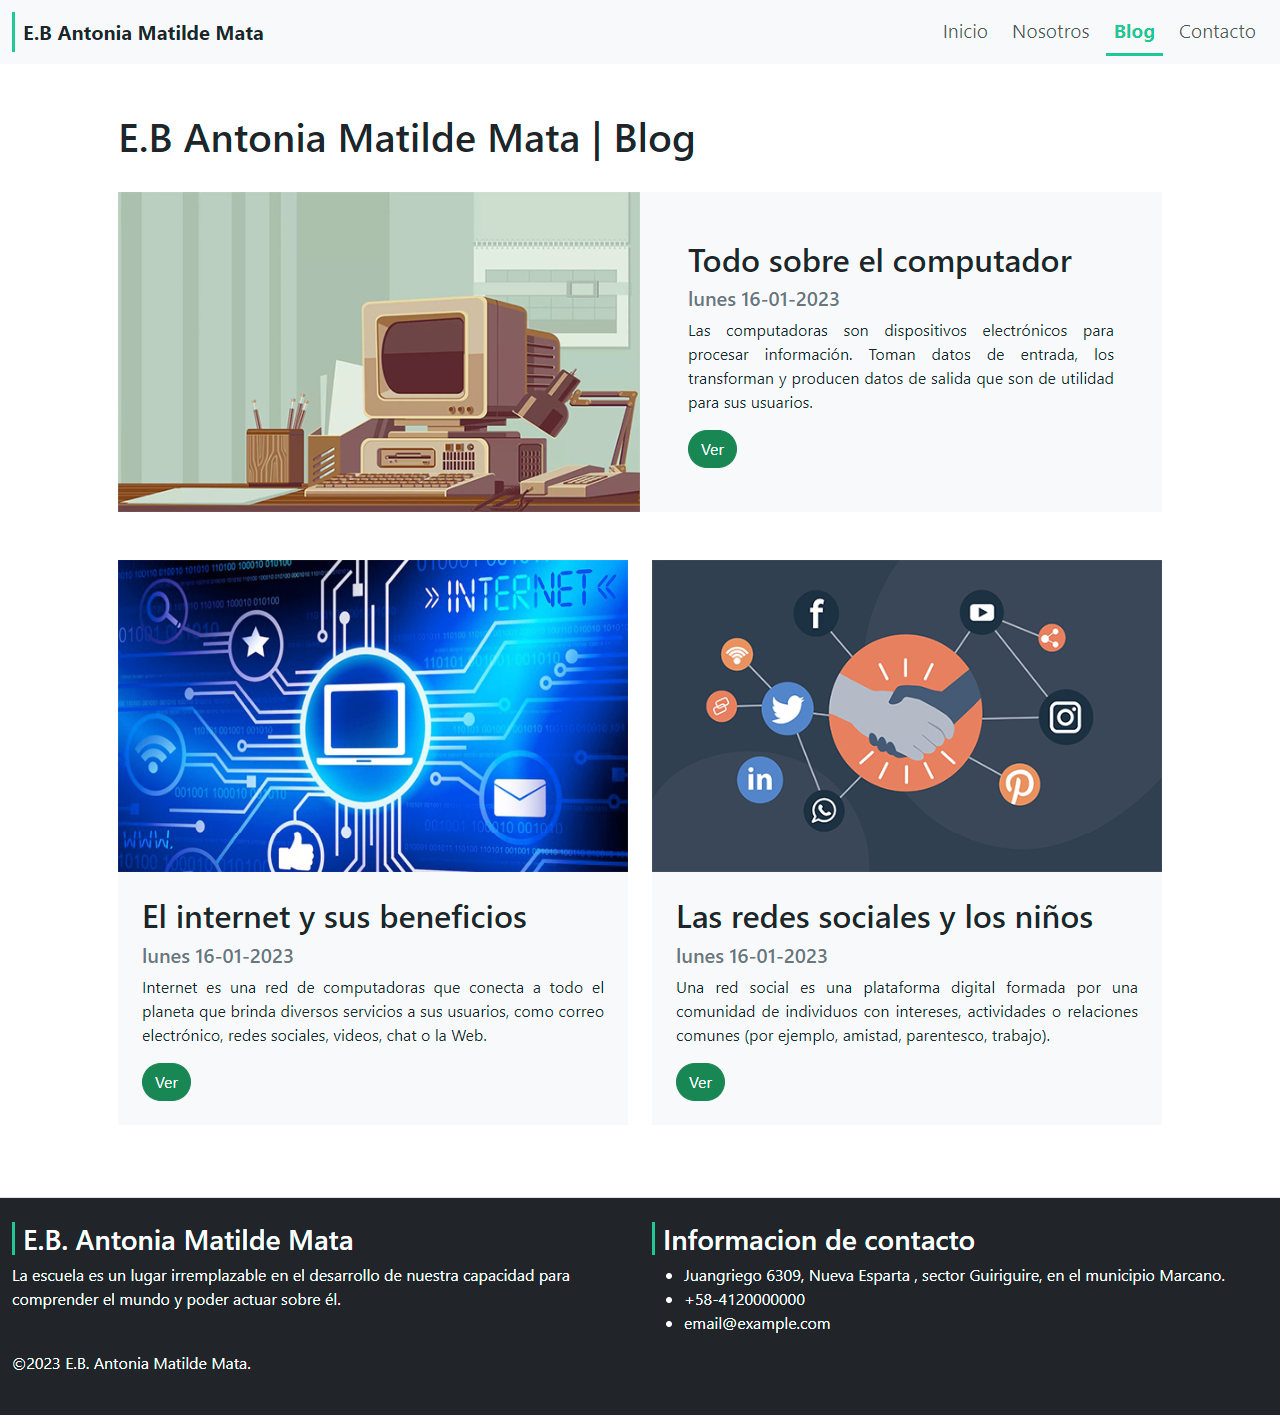 E.B Antonia Matilde Mata
Inicio Nosotros Blog Contacto
E.B Antonia Matilde Mata | Blog
Todo sobre el computador
lunes 16-01-2023
Las computadoras son dispositivos electrónicos para
procesar información. Toman datos de entrada, los
transforman y producen datos de salida que son de utilidad
para sus usuarios.
Ver
» INTERNET «
WWW.
El internet y sus beneficios
lunes 16-01-2023
Internet es una red de computadoras que conecta a todo el
planeta que brinda diversos servicios a sus usuarios, como correo
electrónico, redes sociales, videos, chat o la Web.
Ver
f
in
Las redes sociales y los niños
lunes 16-01-2023
Una red social es una plataforma digital formada por una
comunidad de individuos con intereses, actividades o relaciones
comunes (por ejemplo, amistad, parentesco, trabajo).
Ver
E.B. Antonia Matilde Mata
La escuela es un lugar irremplazable en el desarrollo de nuestra capacidad para
comprender el mundo y poder actuar sobre él.
Informacion de contacto
Juangriego 6309, Nueva Esparta , sector Guiriguire, en el municipio Marcano.
+58-4120000000
email@example.com
©2023 E.B. Antonia Matilde Mata.